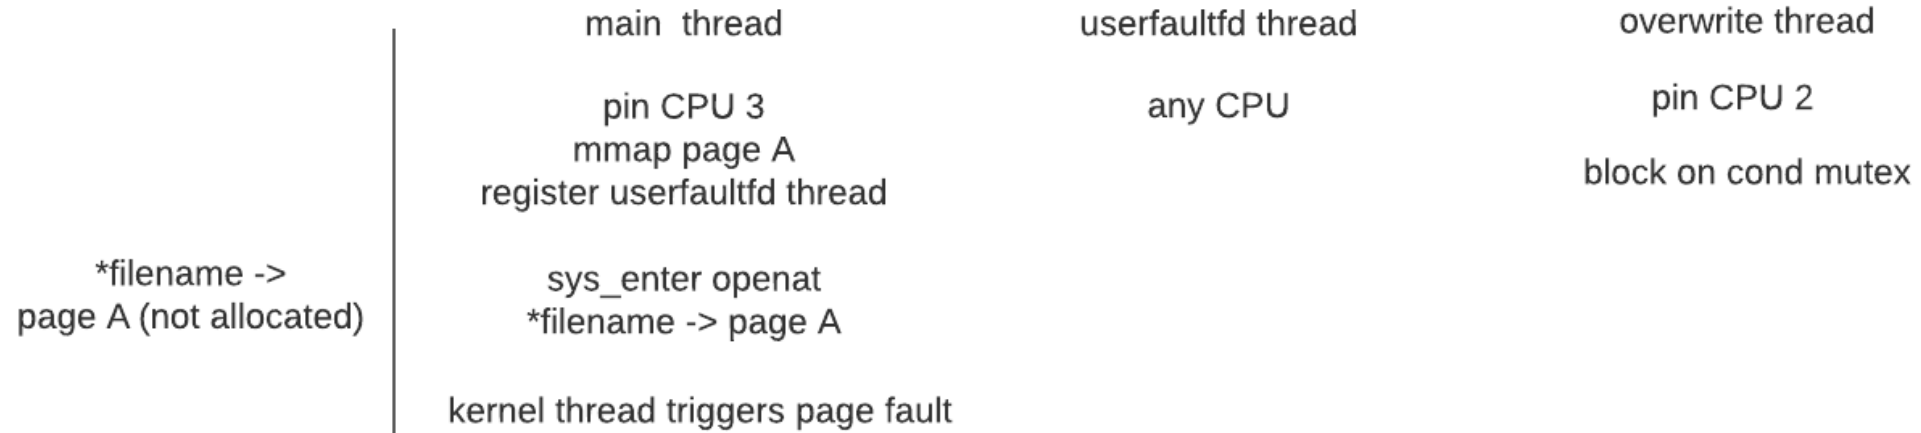 main thread
userfaultfd thread
overwrite thread
pin CPU 3
any CPU
pin CPU 2
mmap page A
register userfaultfd thread
block on cond mutex
*filename ->
page A (not allocated)
sys_enter openat
*filename -> page A
kernel thread triggers page fault